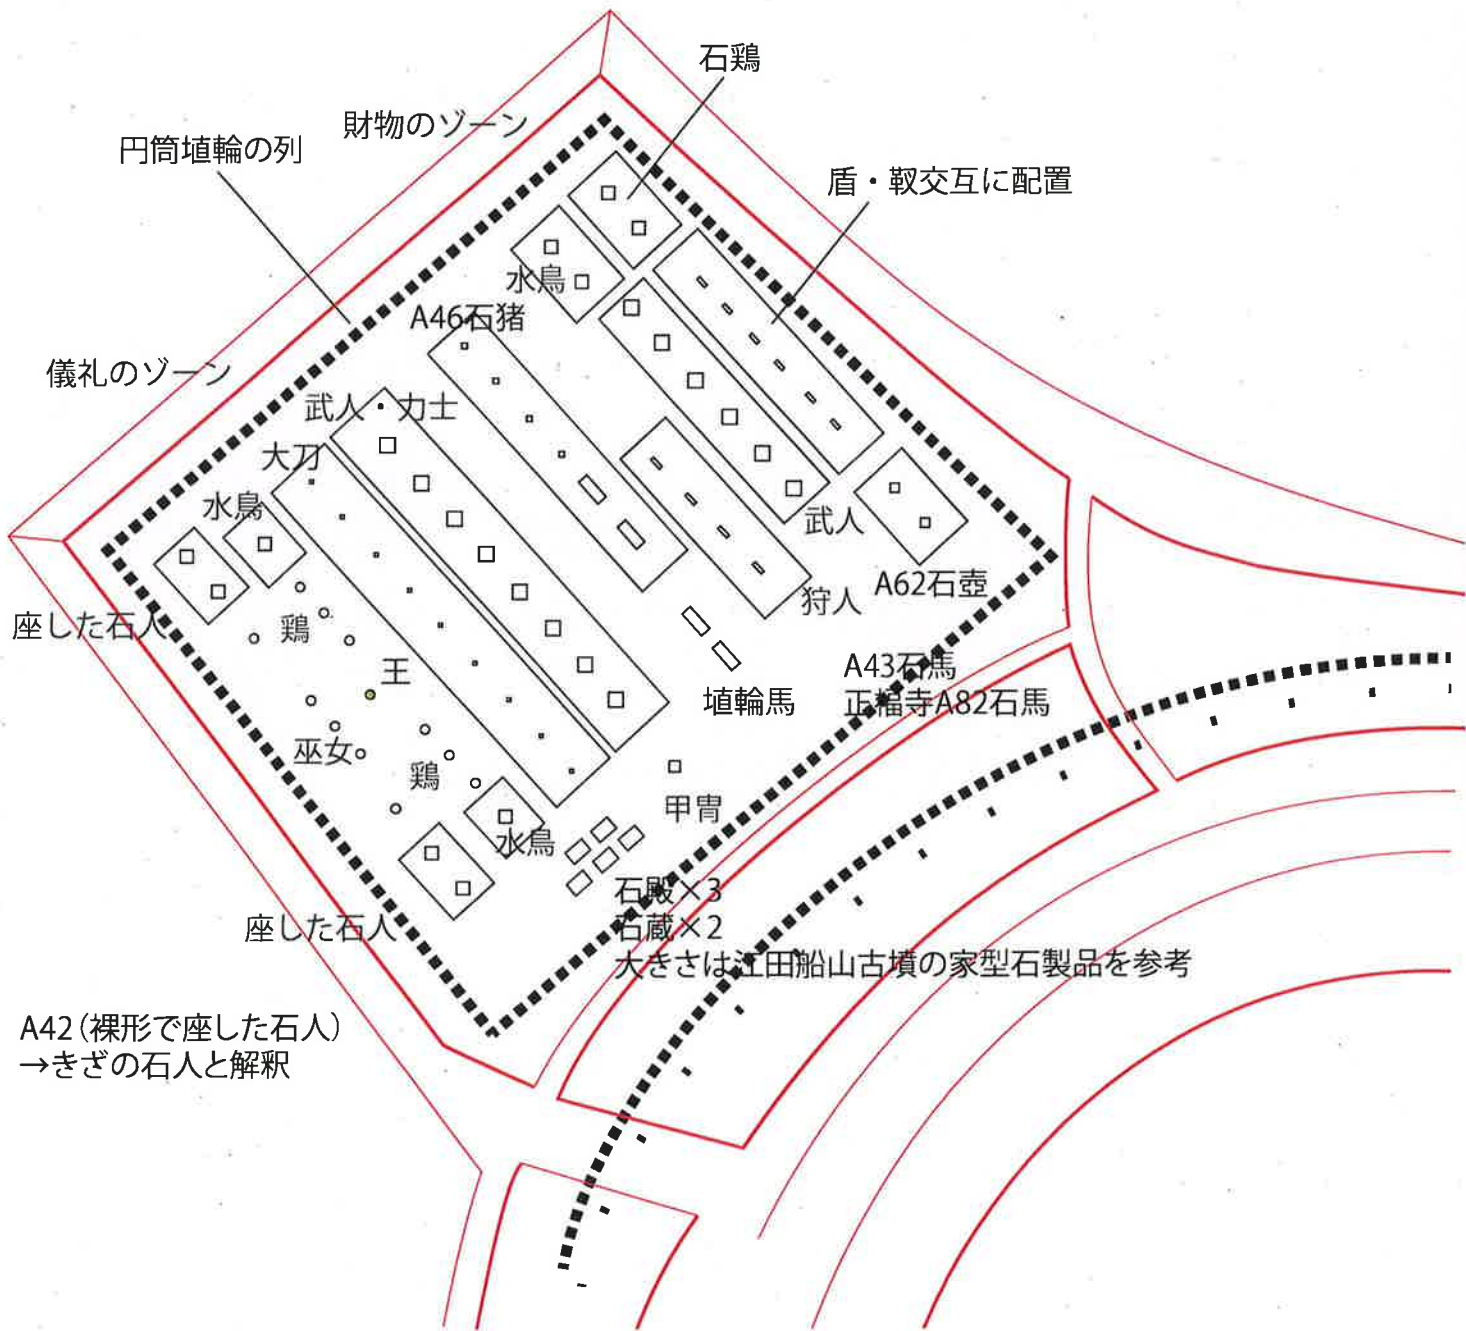 石鶏
財物のゾーン
円筒埴輪の列
盾・靫交互に配置
水鳥
A46石猪
儀礼のゾーン
武人・力士
大刀
水鳥
武人
A62石壺
狩人
座した石人
鶏
王
A43石馬
正福寺A82石馬
埴輪馬
巫女
鶏
甲冑
水鳥
石殿×3
石蔵×2
大きさは江田船山古墳の家型石製品を参考
座した石人
A42(裸形で座した石人)
→きざの石人と解釈